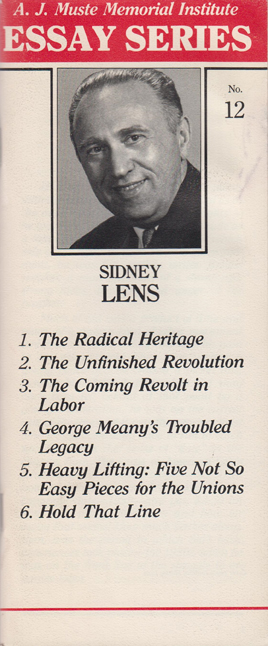 A. J. Muste Memorial Institute
ESSAY SERIES
No.
12
SIDNEY
LENS
1. The Radical Heritage
2. The Unfinished Revolution
3. The Coming Revolt in
Labor
4. George Meany's Troubled
Legacy
5. Heavy Lifting: Five Not So
Easy Pieces for the Unions
6. Hold That Line